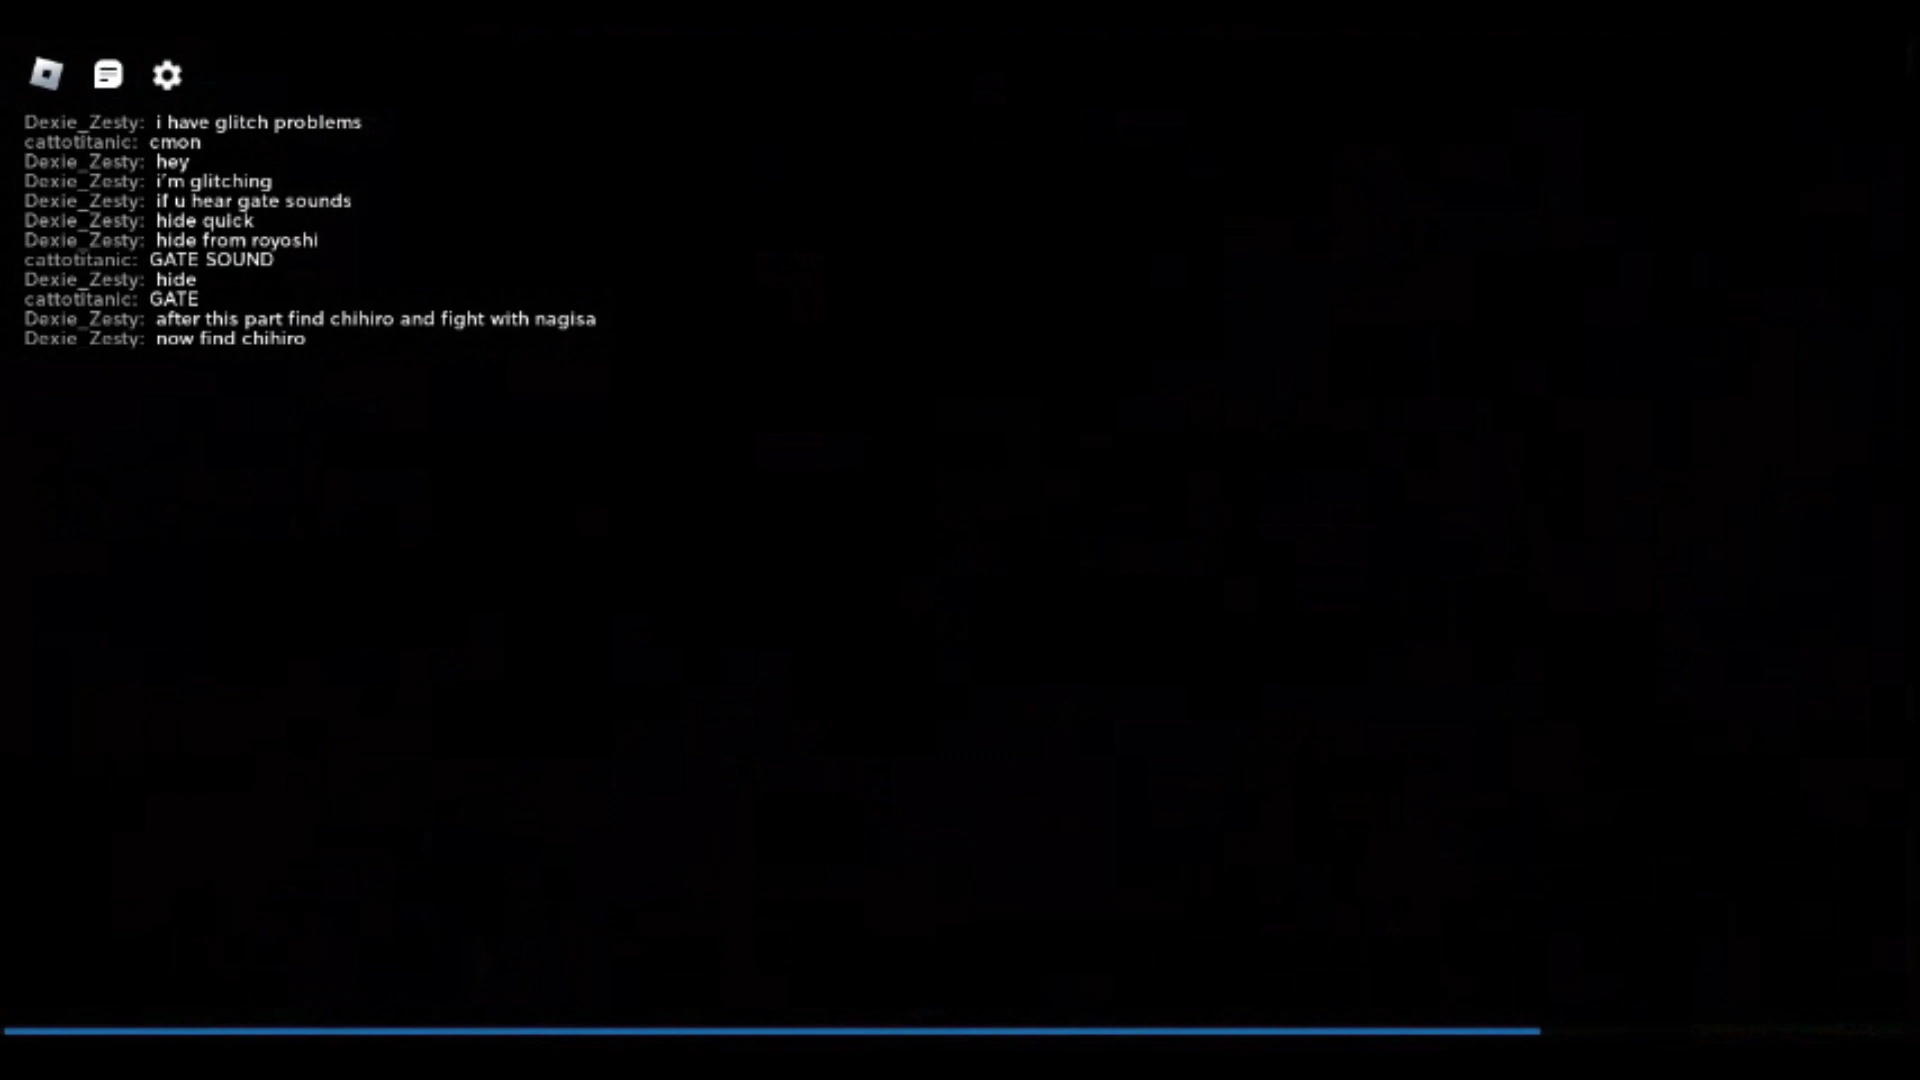 Dexie_Zesty: i have glitch problems
cattotitanic: cmon
Dexie_Zesty: hey
Dexie_Zesty: i'm glitching
Dexie_Zesty: if u hear gate sounds
Dexie_Zesty: hide quick
Dexie_Zesty: hide from royoshi
cattotitanic: GATE SOUND
Dexie_Zesty: hide
cattotitanic: GATE
Dexie_Zesty: after this part find chihiro and fight with nagisa
Dexie_Zesty: now find chihiro